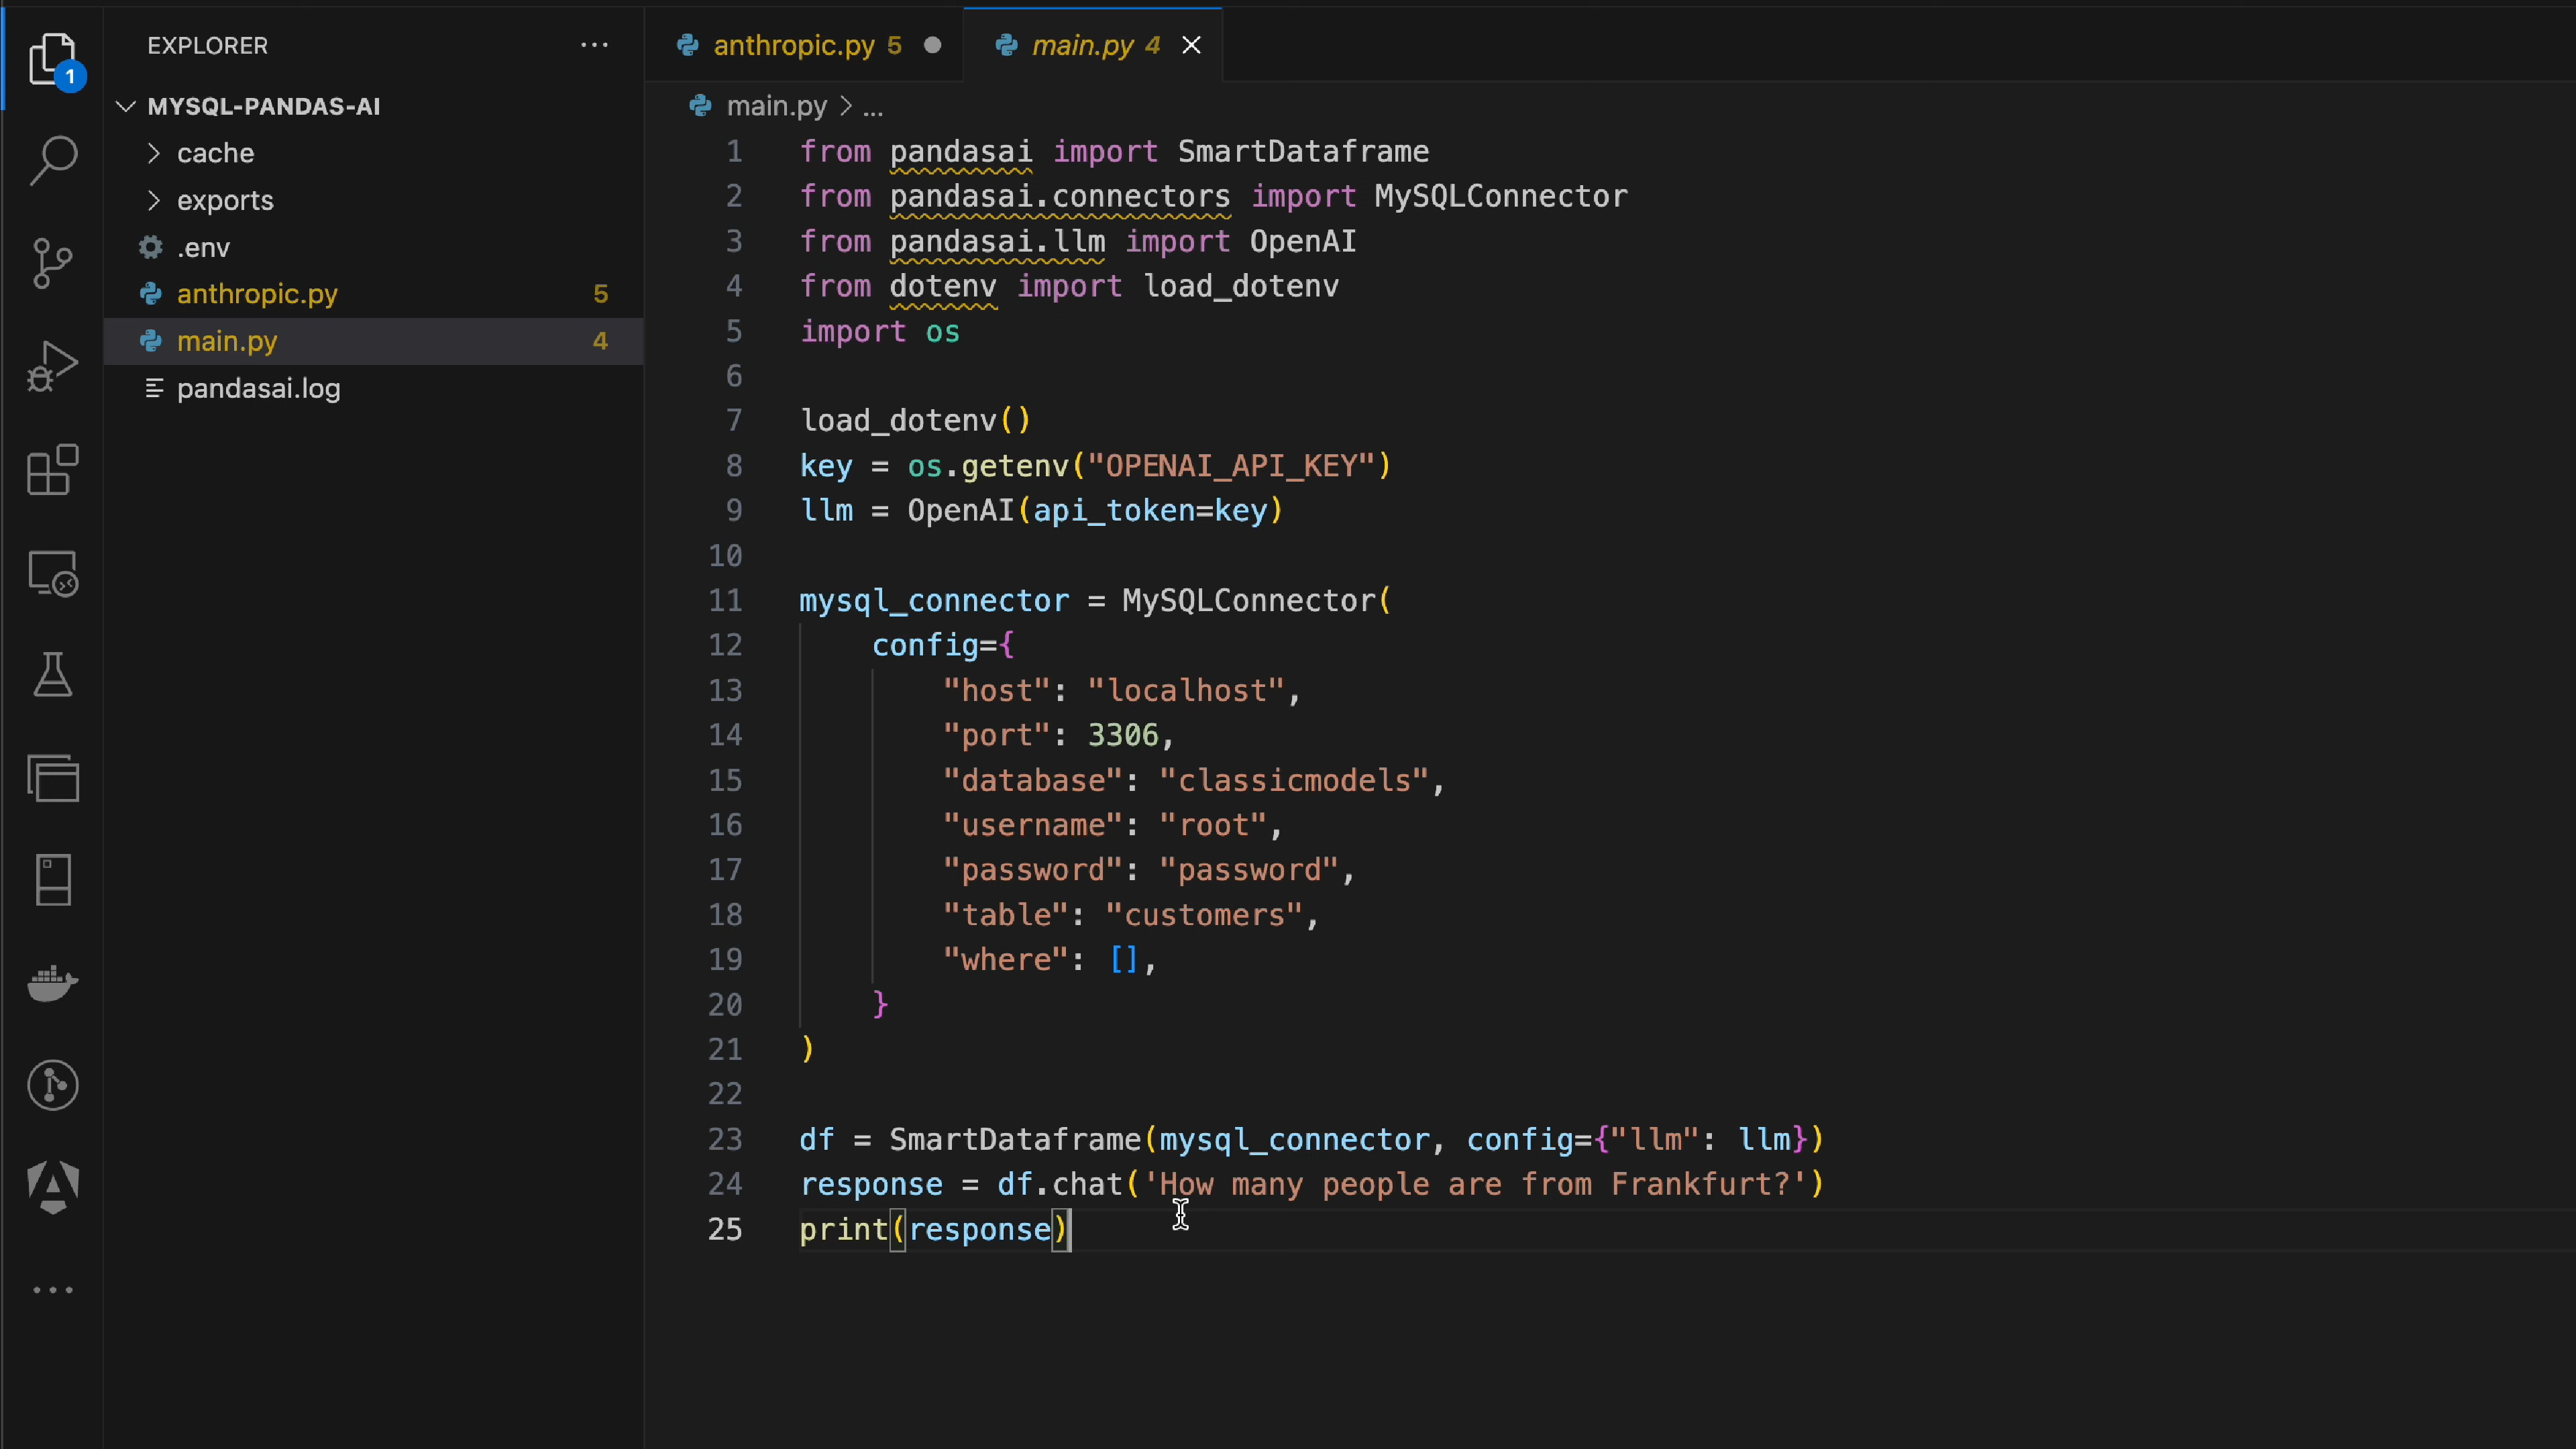 EXPLORER
anthropic.py 5
main.py 4
1
MYSQL-PANDAS-AI
main.py > ...
cache
exports
.env
anthropic.py 5
main.py 4
pandasai.log
1 from pandasai import SmartDataframe
2 from pandasai.connectors import MySQLConnector
3 from pandasai.llm import OpenAI
4 from dotenv import load_dotenv
5 import os
6
7 load_dotenv()
8 key = os.getenv("OPENAI_API_KEY")
9 llm = OpenAI(api_token=key)
10
11 mysql_connector = MySQLConnector(
12 config={
13 "host": "localhost",
14 "port": 3306,
15 "database": "classicmodels",
16 "username": "root",
17 "password": "password",
18 "table": "customers",
19 "where": [],
20 }
21 )
22
23 df = SmartDataframe(mysql_connector, config={"llm": llm})
24 response = df.chat('How many people are from Frankfurt?')
25 print(response)